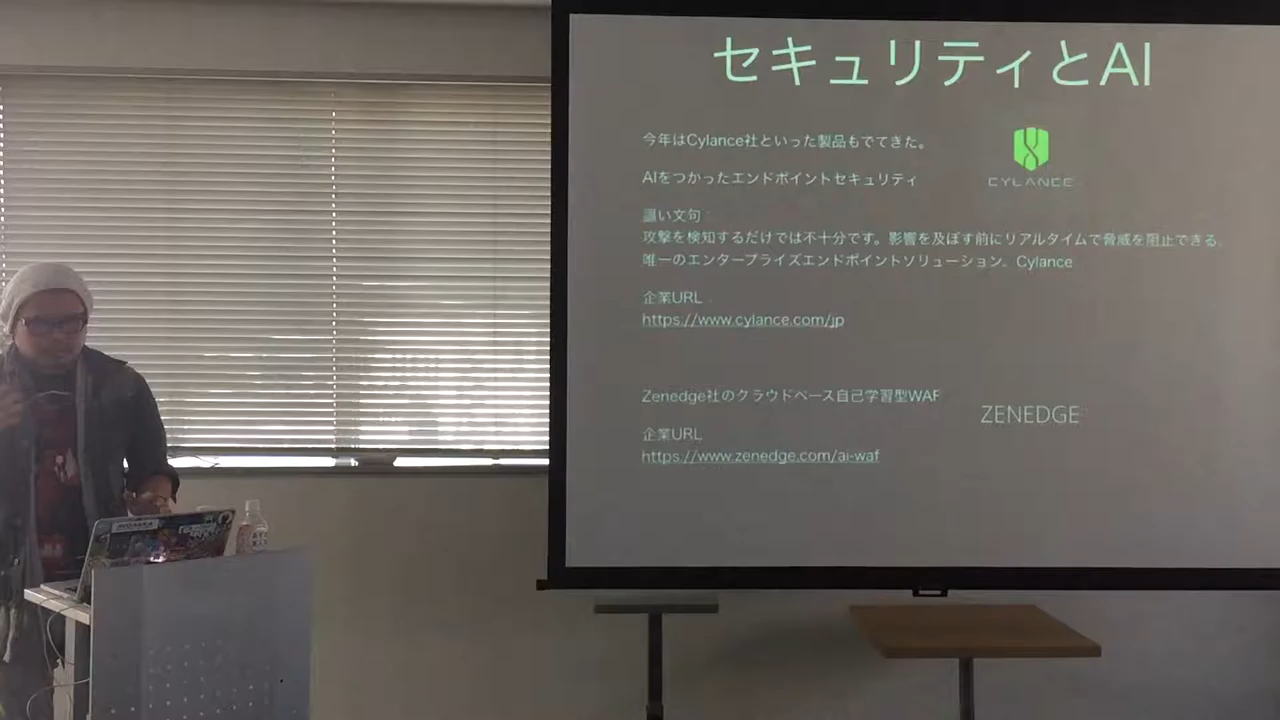 セキュリティとAI
今年はCylance社といった製品もでてきた。
CYLANCE
AIをつかったエンドポイントセキュリティ
謳い文句
攻撃を検知するだけでは不十分です。影響を及ぼす前にリアルタイムで脅威を阻止できる、
唯一のエンタープライズエンドポイントソリューション。Cylance
企業URL
https://www.cylance.com/jp
Zenedge社のクラウドベース自己学習型WAF
ZENEDGE
企業URL
https://www.zenedge.com/ai-waf